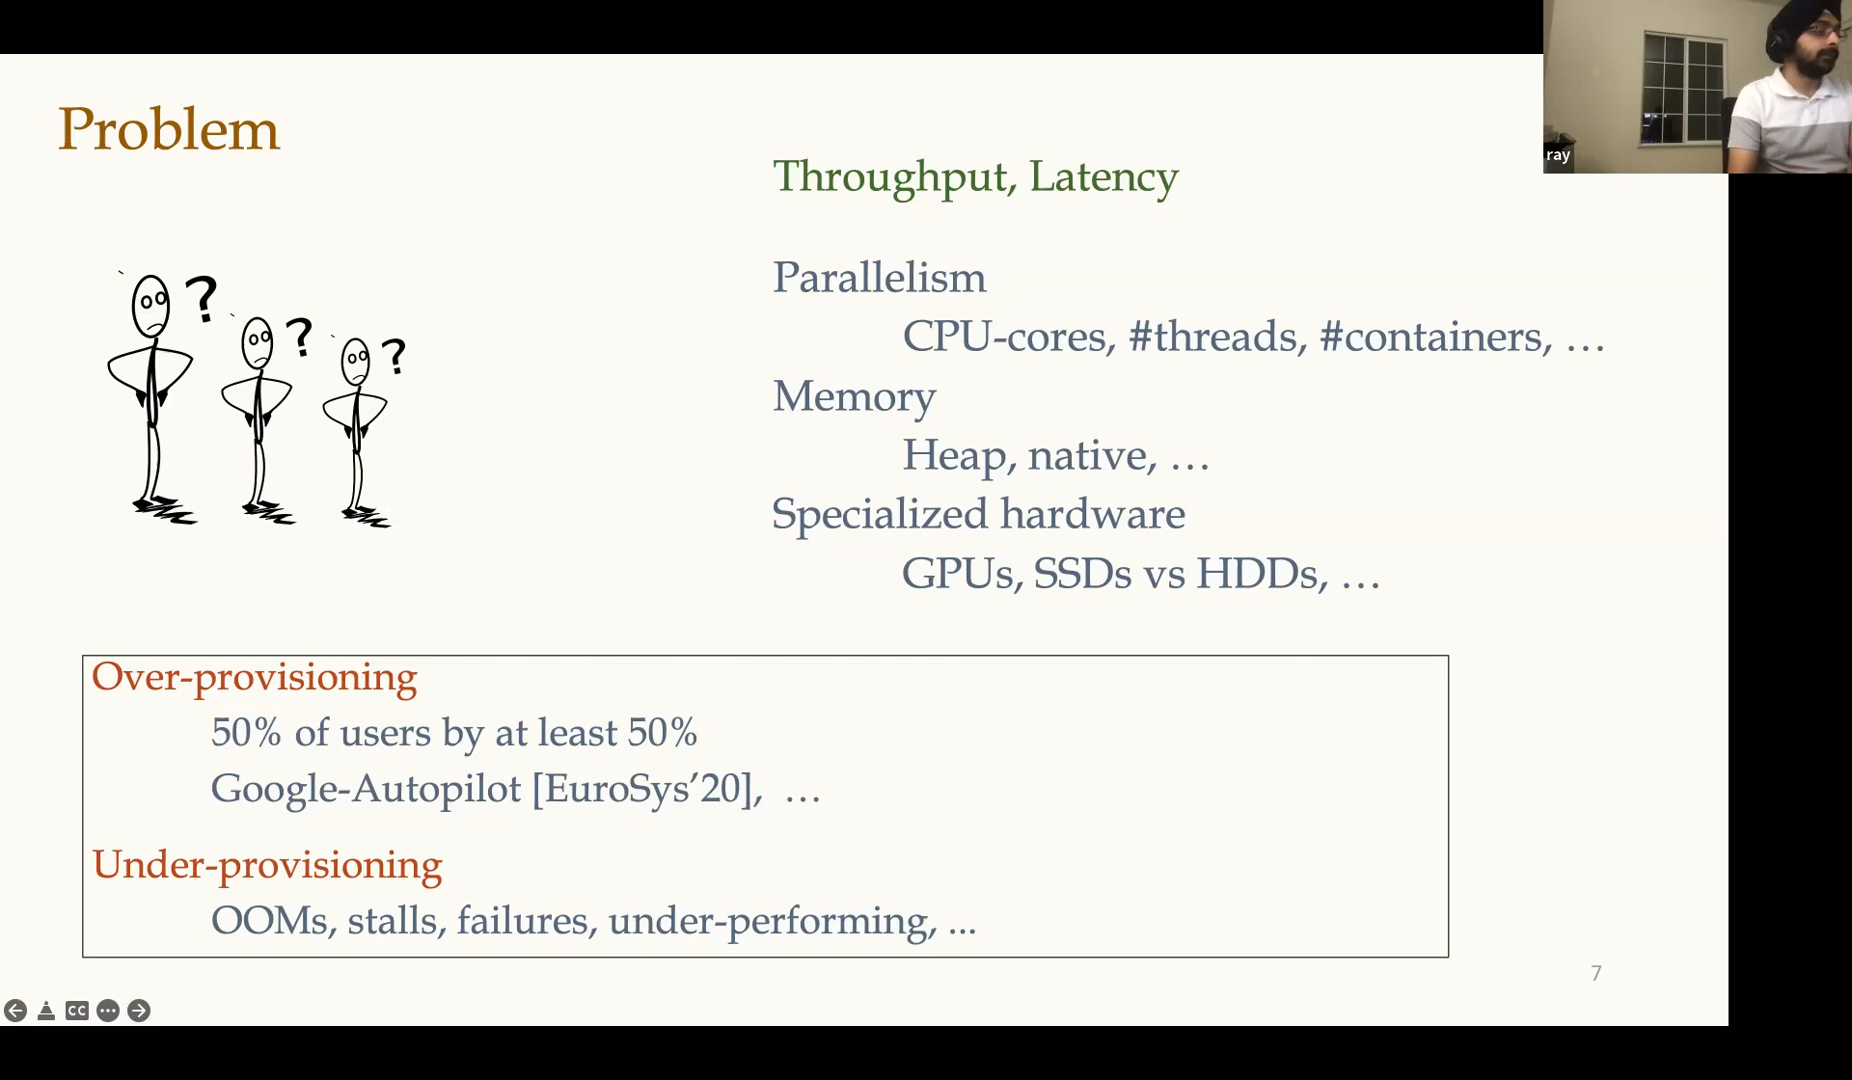 Problem
ray
Throughput, Latency
Parallelism
CPU-cores, #threads, #containers, …
Memory
Heap, native, …
Specialized hardware
GPUs, SSDs vs HDDs, …
? ? ?
Over-provisioning
50% of users by at least 50%
Google-Autopilot [EuroSys’20], …
Under-provisioning
OOMs, stalls, failures, under-performing, ...
7
CC